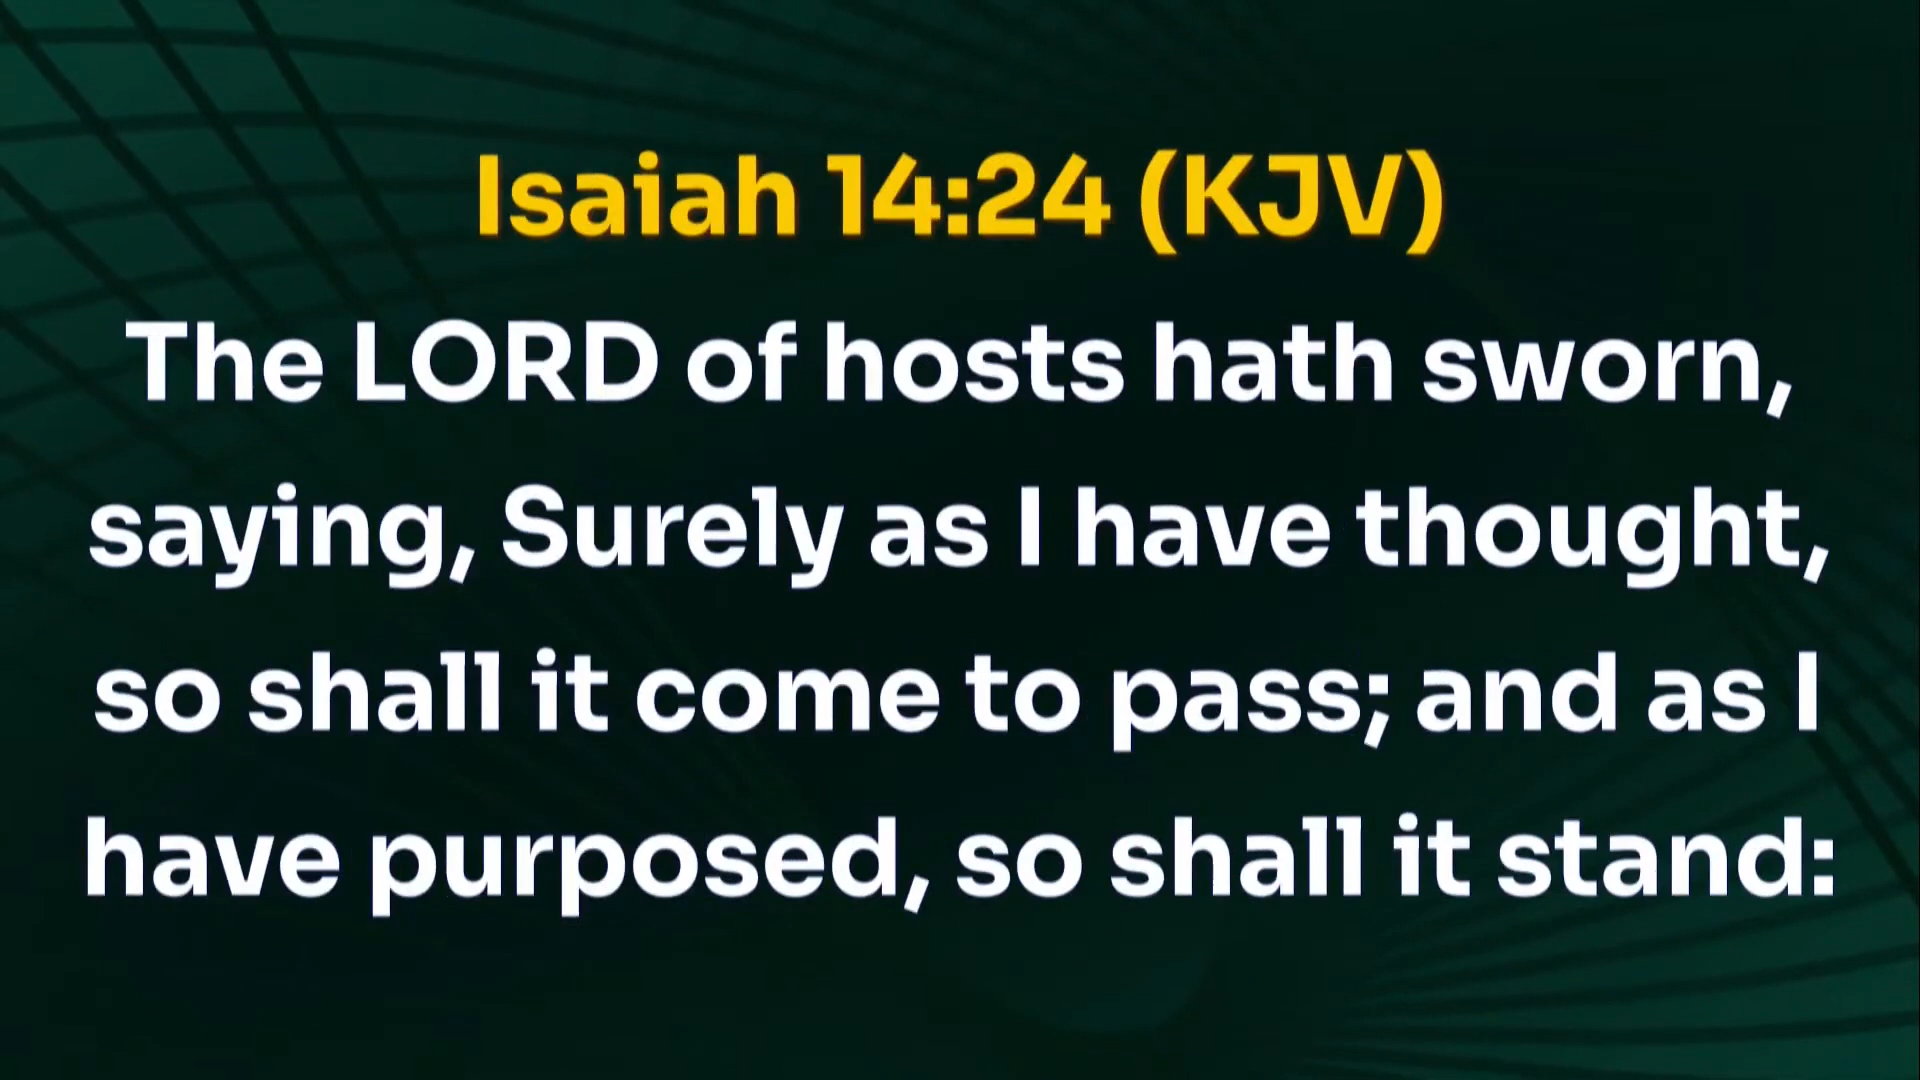 Isaiah 14:24 (KJV)
The LORD of hosts hath sworn,
saying, Surely as I have thought,
so shall it come to pass; and as I
have purposed, so shall it stand: